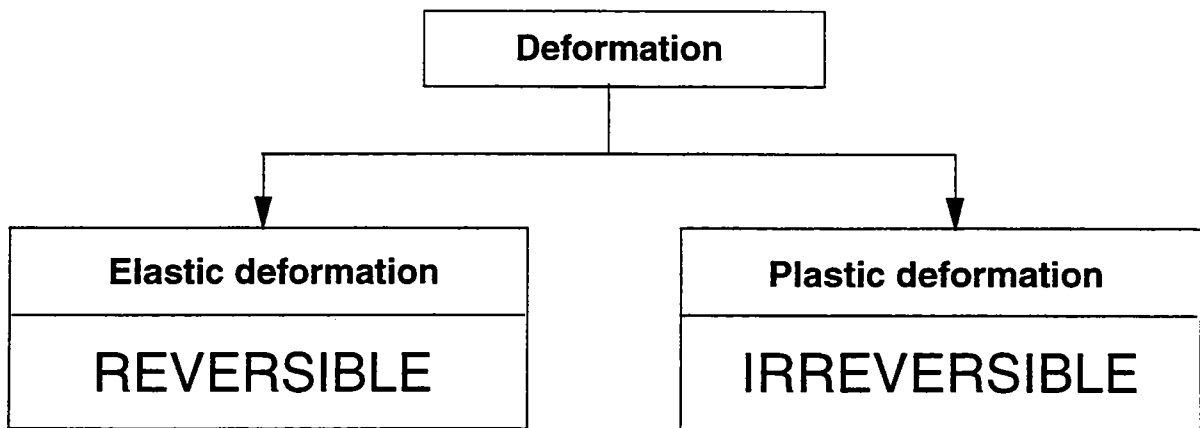 Deformation
Elastic deformation
Plastic deformation
REVERSIBLE
IRREVERSIBLE